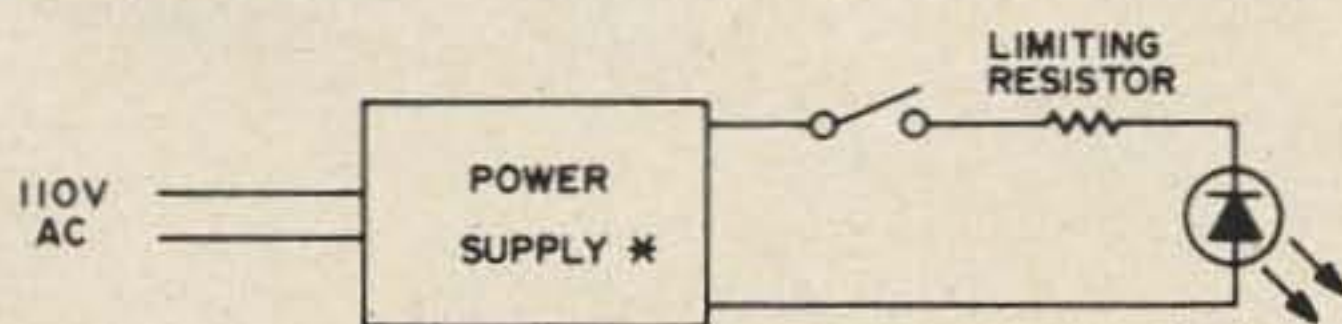 LIMITING
RESISTOR
110V
AC
POWER
SUPPLY *